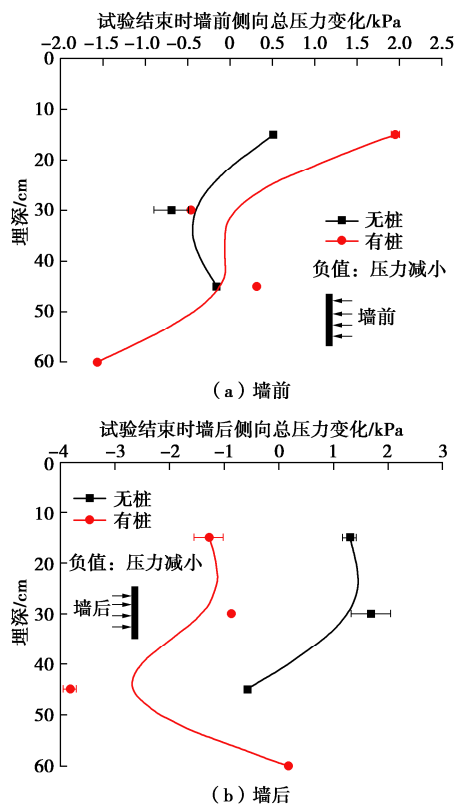 试验结束时墙前侧向总压力变化/kPa
-2.0 -1.5 -1.0 -0.5 0 0.5 1.0 1.5 2.0 2.5
0
10
20
30
40
50
60
埋深/cm
无桩
有桩
负值：压力减小
墙前
（a）墙前
试验结束时墙后侧向总压力变化/kPa
-4 -3 -2 -1 0 1 2 3
0
10
20
30
40
50
60
埋深/cm
无桩
有桩
负值：压力减小
墙后
（b）墙后